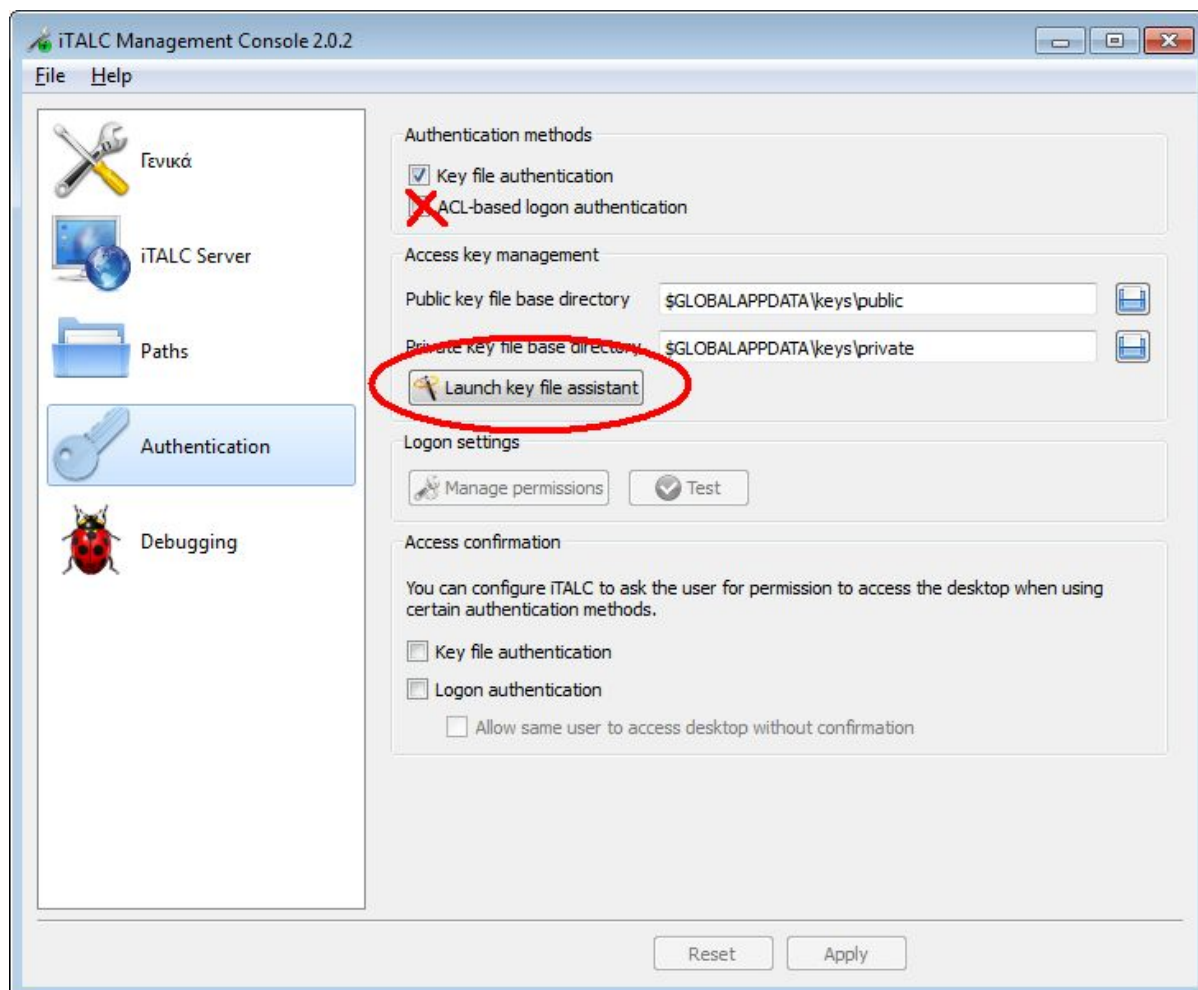 iTALC Management Console 2.0.2
File Help
Γενικά
iTALC Server
Paths
Authentication
Debugging
Authentication methods
Key file authentication
ACL-based logon authentication
Access key management
Public key file base directory $GLOBALAPPDATA\keys\public
Private key file base directory $GLOBALAPPDATA\keys\private
Launch key file assistant
Logon settings
Manage permissions Test
Access confirmation
You can configure iTALC to ask the user for permission to access the desktop when using
certain authentication methods.
Key file authentication
Logon authentication
Allow same user to access desktop without confirmation
Reset Apply